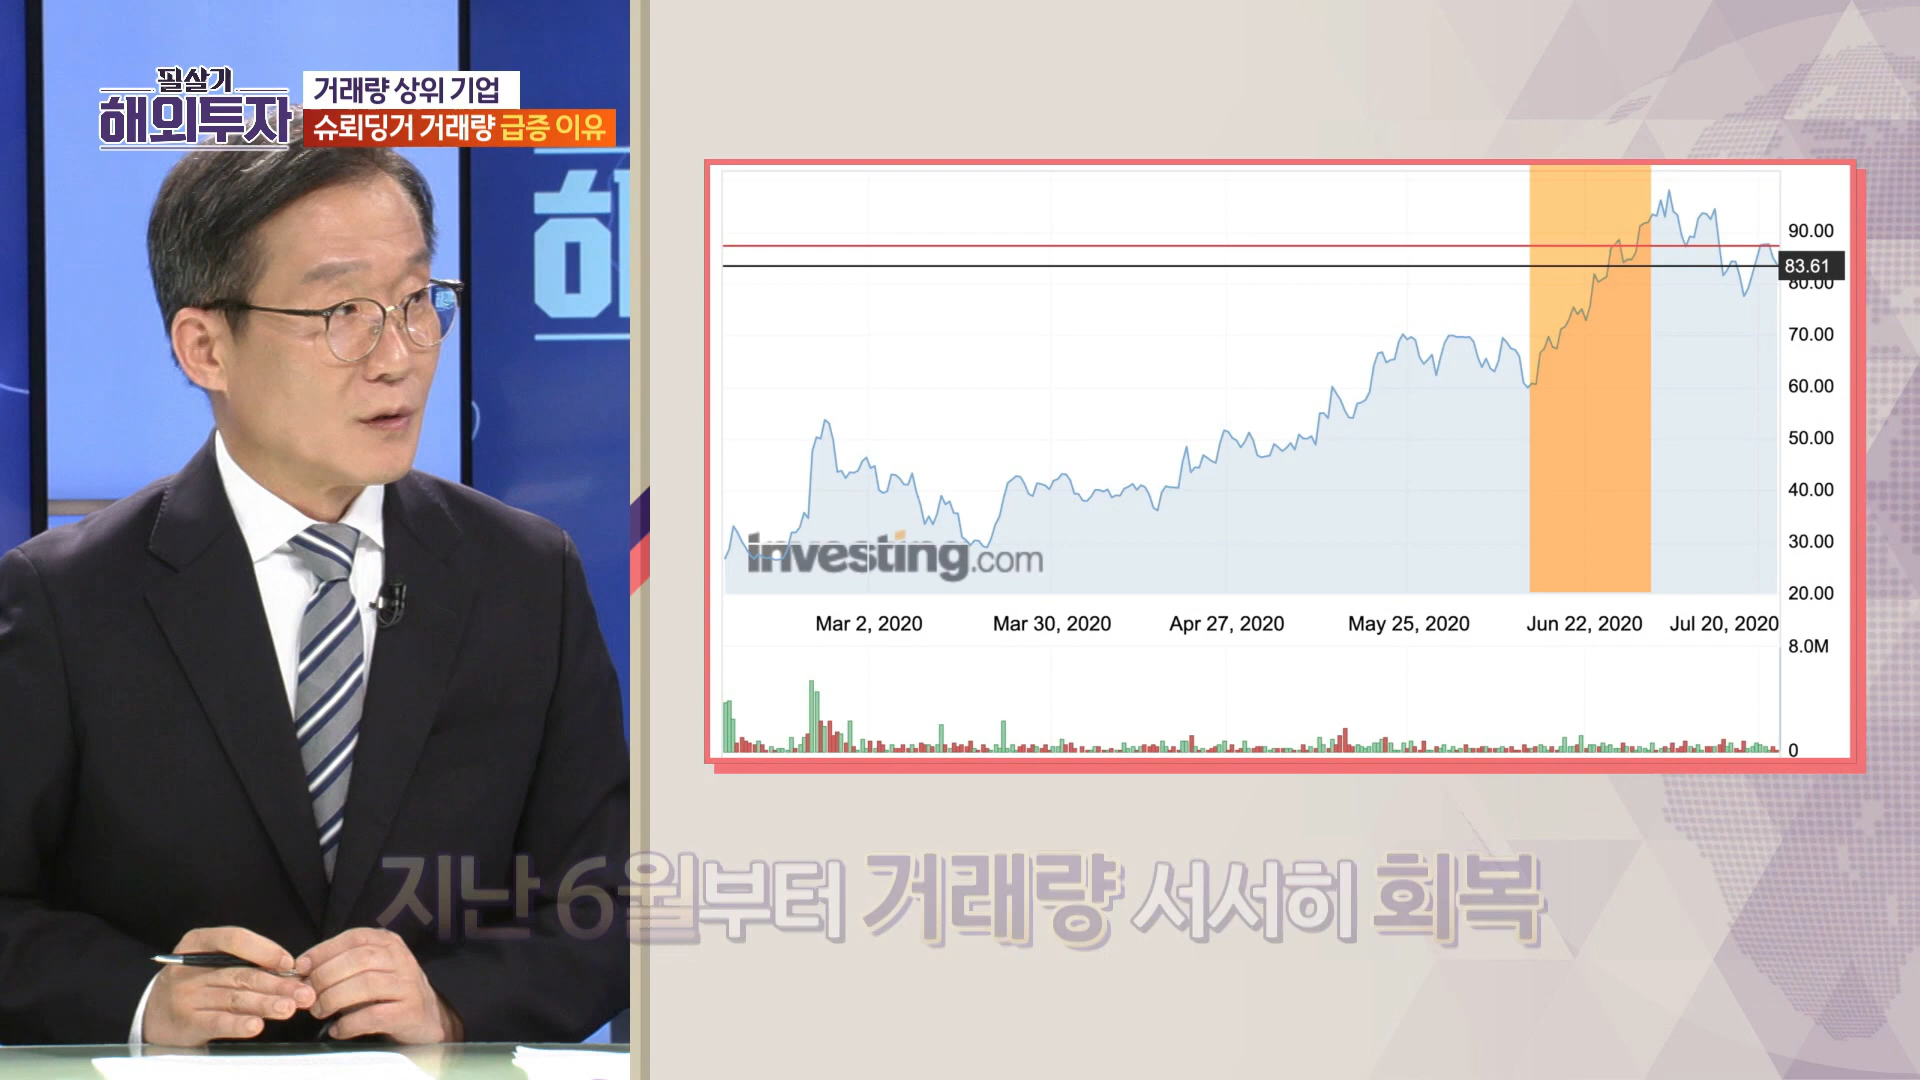 필살기
해외투자
거래량 상위 기업
슈뢰딩거 거래량 급증 이유
90.00
83.61
80.00
70.00
60.00
50.00
40.00
30.00
20.00
investing.com
Mar 2, 2020 Mar 30, 2020 Apr 27, 2020 May 25, 2020 Jun 22, 2020 Jul 20, 2020
8.0M
0
지난 6월부터 거래량 서서히 회복